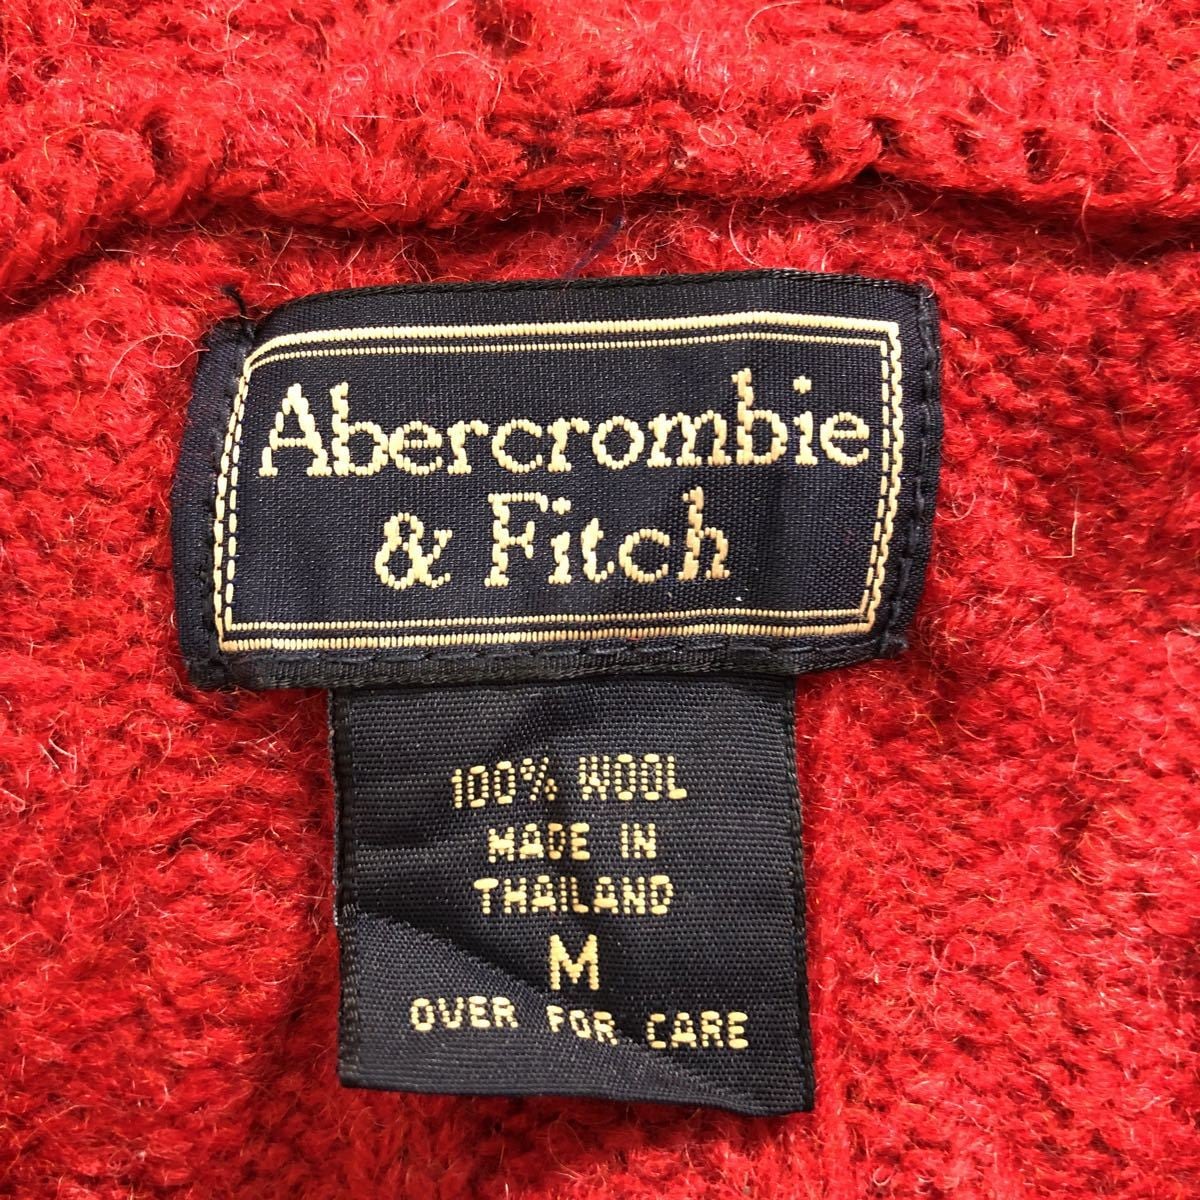 Abercrombie
& Fitch
100% WOOL
MADE IN
THAILAND
M
OVER FOR CARE